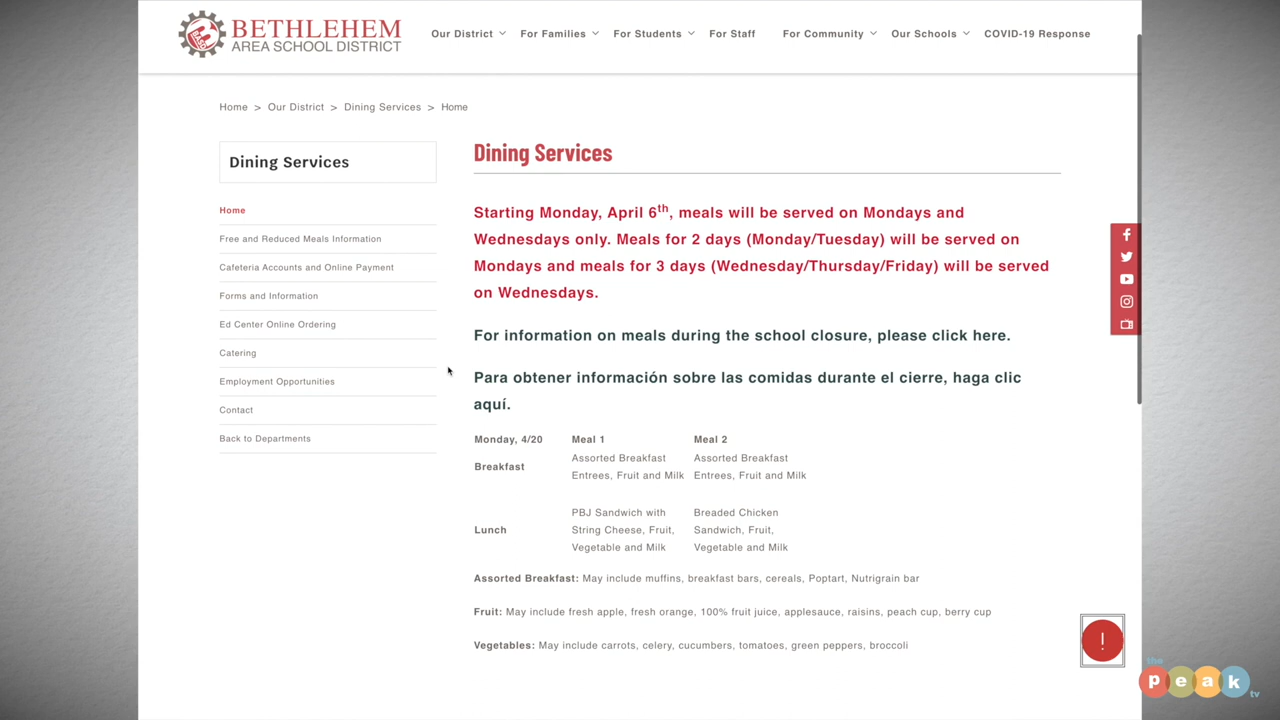 BETHLEHEM
AREA SCHOOL DISTRICT
Our District For Families For Students For Staff For Community Our Schools COVID-19 Response
Home > Our District > Dining Services > Home
Dining Services
Home
Free and Reduced Meals Information
Cafeteria Accounts and Online Payment
Forms and Information
Ed Center Online Ordering
Catering
Employment Opportunities
Contact
Back to Departments
Dining Services
Starting Monday, April 6th, meals will be served on Mondays and
Wednesdays only. Meals for 2 days (Monday/Tuesday) will be served on
Mondays and meals for 3 days (Wednesday/Thursday/Friday) will be served
on Wednesdays.
For information on meals during the school closure, please click here.
Para obtener información sobre las comidas durante el cierre, haga clic
aquí.
Monday, 4/20 Meal 1 Meal 2
Breakfast
Assorted Breakfast
Entrees, Fruit and Milk
Assorted Breakfast
Entrees, Fruit and Milk
Lunch
PBJ Sandwich with
String Cheese, Fruit,
Vegetable and Milk
Breaded Chicken
Sandwich, Fruit,
Vegetable and Milk
Assorted Breakfast: May include muffins, breakfast bars, cereals, Poptart, Nutrigrain bar
Fruit: May include fresh apple, fresh orange, 100% fruit juice, applesauce, raisins, peach cup, berry cup
Vegetables: May include carrots, celery, cucumbers, tomatoes, green peppers, broccoli
!
the
peak
tv